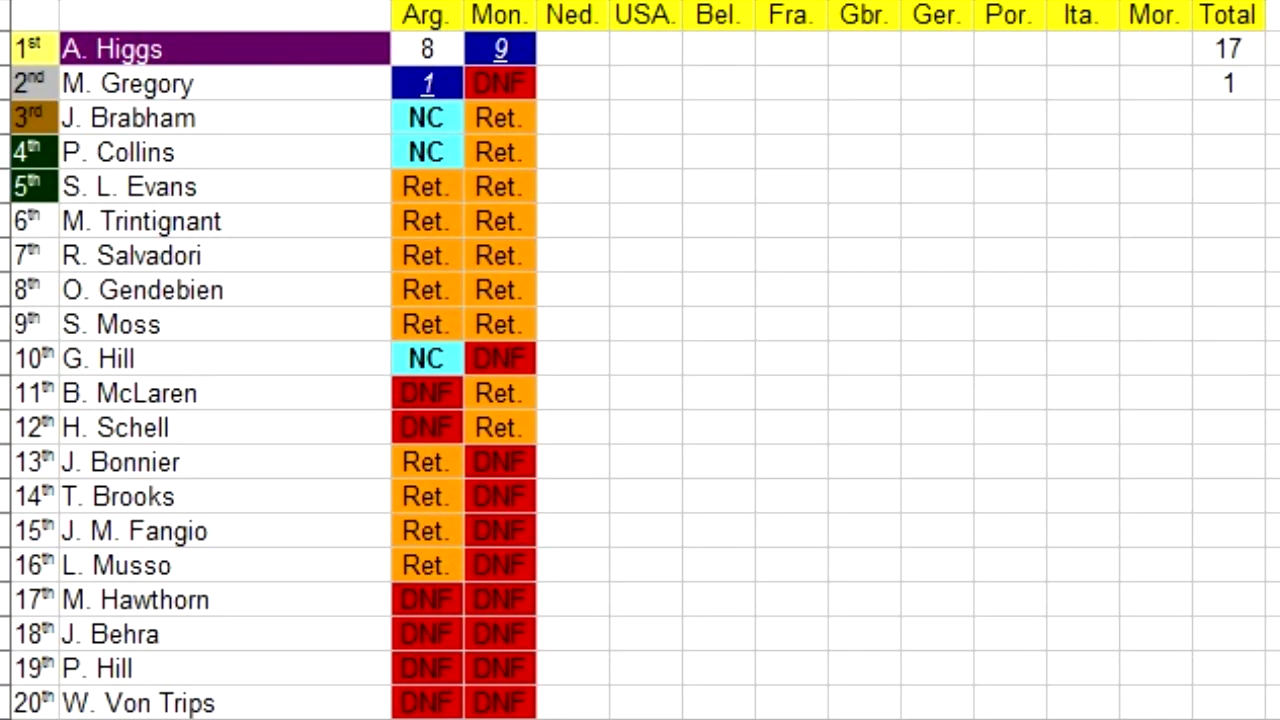 Arg. Mon. Ned. USA. Bel. Fra. Gbr. Ger. Por. Ita. Mor. Total
1st A. Higgs 8 9 17
2nd M. Gregory 1 DNF 1
3rd J. Brabham NC Ret.
4th P. Collins NC Ret.
5th S. L. Evans Ret. Ret.
6th M. Trintignant Ret. Ret.
7th R. Salvadori Ret. Ret.
8th O. Gendebien Ret. Ret.
9th S. Moss Ret. Ret.
10th G. Hill NC DNF
11th B. McLaren DNF Ret.
12th H. Schell DNF Ret.
13th J. Bonnier Ret. DNF
14th T. Brooks Ret. DNF
15th J. M. Fangio Ret. DNF
16th L. Musso Ret. DNF
17th M. Hawthorn DNF DNF
18th J. Behra DNF DNF
19th P. Hill DNF DNF
20th W. Von Trips DNF DNF